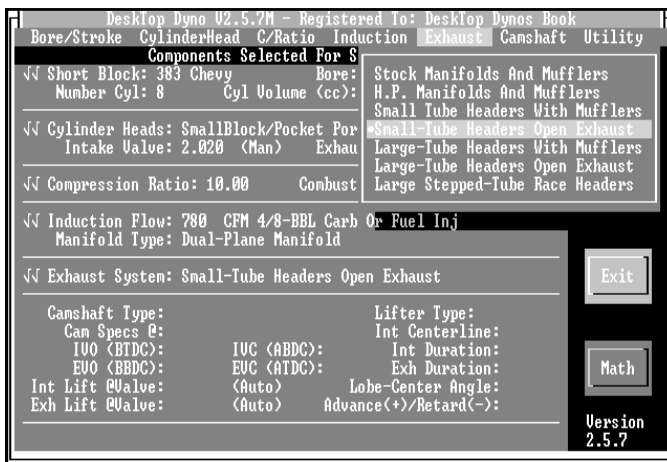 DeskTop Dyno V2.5.7M - Registered To: DeskTop Dynos Book
Bore/Stroke CylinderHead C/Ratio Induction Exhaust Camshaft Utility
Components Selected For S
√√ Short Block: 383 Chevy Bore:
Number Cyl: 8 Cyl Volume (cc):
Stock Manifolds And Mufflers
H.P. Manifolds And Mufflers
Small Tube Headers With Mufflers
•Small-Tube Headers Open Exhaust
Large-Tube Headers With Mufflers
Large-Tube Headers Open Exhaust
Large Stepped-Tube Race Headers
√√ Cylinder Heads: SmallBlock/Pocket Por
Intake Valve: 2.020 (Man) Exhau
√√ Compression Ratio: 10.00 Combust
√√ Induction Flow: 780 CFM 4/8-BBL Carb Or Fuel Inj
Manifold Type: Dual-Plane Manifold
√√ Exhaust System: Small-Tube Headers Open Exhaust
Exit
Camshaft Type: Lifter Type:
Cam Specs @: Int Centerline:
IVO (BTDC): IVC (ABDC): Int Duration:
EVO (BBDC): EVC (ATDC): Exh Duration:
Int Lift @Valve: (Auto) Lobe-Center Angle:
Exh Lift @Valve: (Auto) Advance(+)/Retard(-):
Math
Version
2.5.7